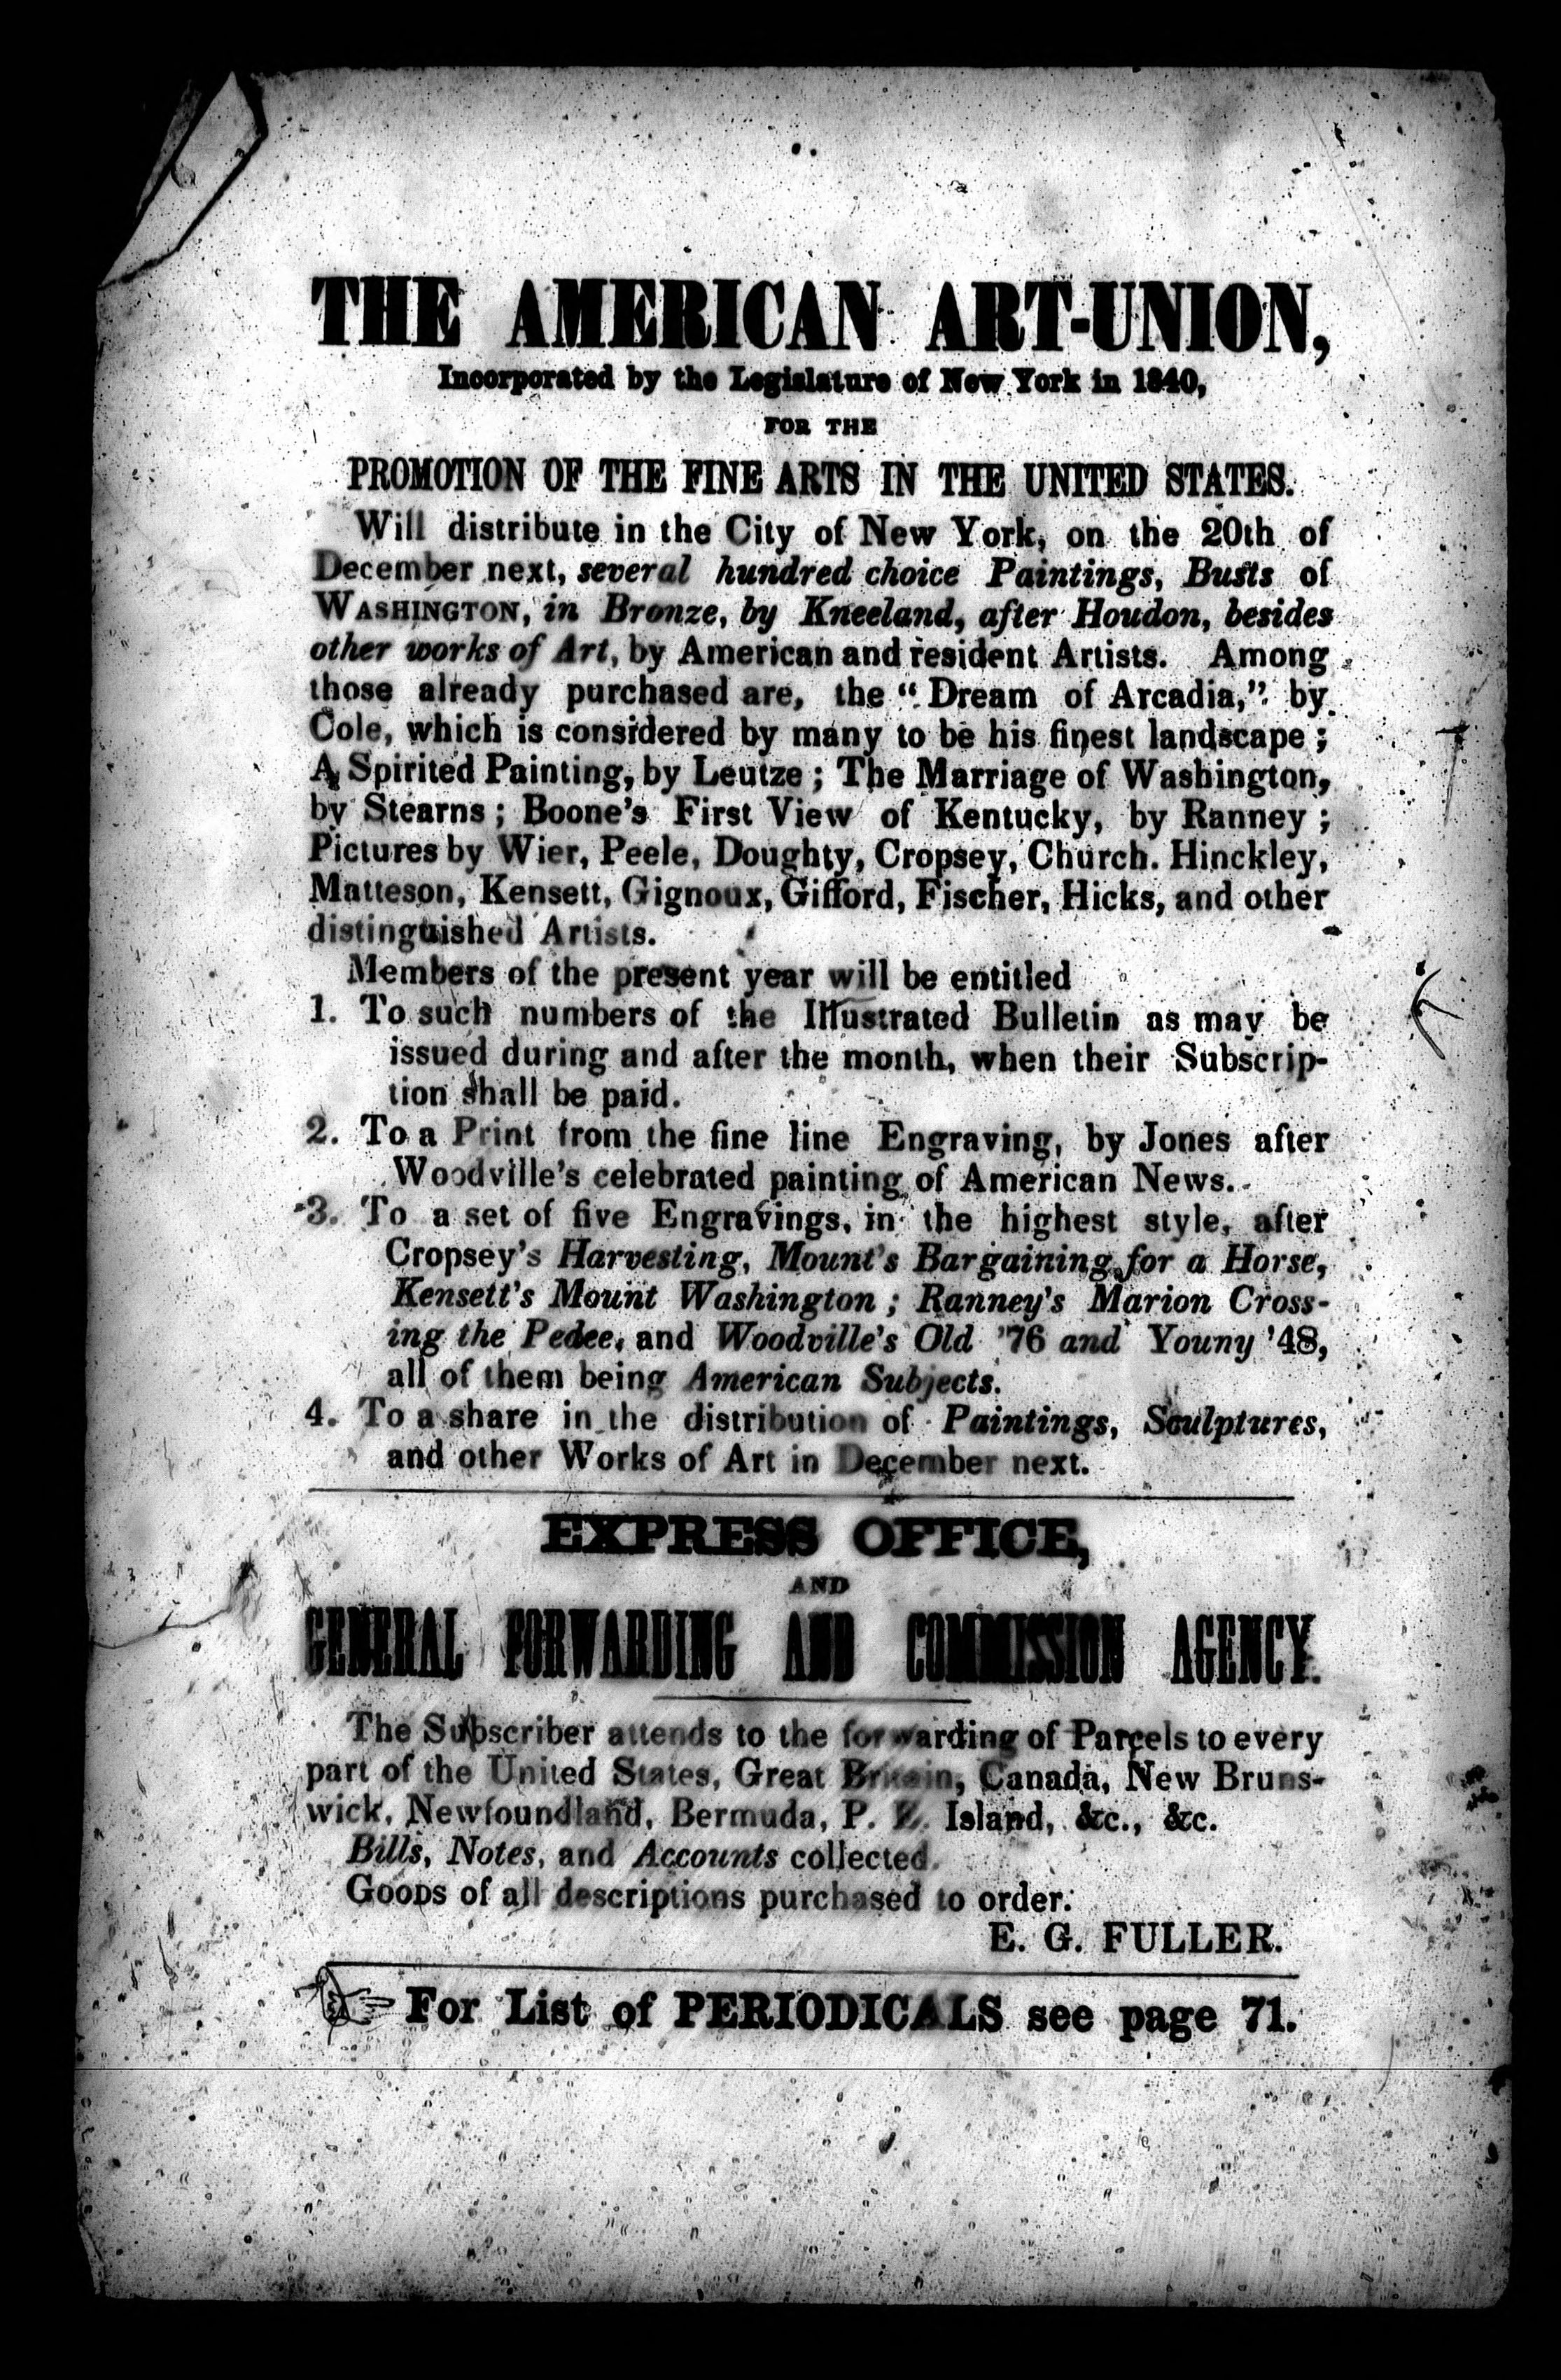 THE AMERICAN ART-UNION,
Incorporated by the Legislature of New York in 1840,
FOR THE
PROMOTION OF THE FINE ARTS IN THE UNITED STATES.
Will distribute in the City of New York, on the 20th of
December next, several hundred choice Paintings, Busts of
WASHINGTON, in Bronze, by Kneeland, after Houdon, besides
other works of Art, by American and resident Artists. Among
those already purchased are, the "Dream of Arcadia," by
Cole, which is considered by many to be his finest landscape;
A Spirited Painting, by Leutze; The Marriage of Washington,
by Stearns; Boone's First View of Kentucky, by Ranney;
Pictures by Wier, Peele, Doughty, Cropsey, Church. Hinckley,
Matteson, Kensett, Gignoux, Gifford, Fischer, Hicks, and other
distinguished Artists.
Members of the present year will be entitled
1. To such numbers of the Illustrated Bulletin as may be
issued during and after the month, when their Subscrip-
tion shall be paid.
2. To a Print from the fine line Engraving, by Jones after
Woodville's celebrated painting of American News.
3. To a set of five Engravings, in the highest style, after
Cropsey's Harvesting, Mount's Bargaining for a Horse,
Kensett's Mount Washington; Ranney's Marion Cross-
ing the Pedee, and Woodville's Old '76 and Youny '48,
all of them being American Subjects.
4. To a share in the distribution of Paintings, Sculptures,
and other Works of Art in December next.
EXPRESS OFFICE,
AND
GENERAL FORWARDING AND COMMISSION AGENCY.
The Subscriber attends to the forwarding of Parcels to every
part of the United States, Great Britain, Canada, New Bruns-
wick, Newfoundland, Bermuda, P. E. Island, &c., &c.
Bills, Notes, and Accounts collected.
GOODS of all descriptions purchased to order.
E. G. FULLER.
For List of PERIODICALS see page 71.